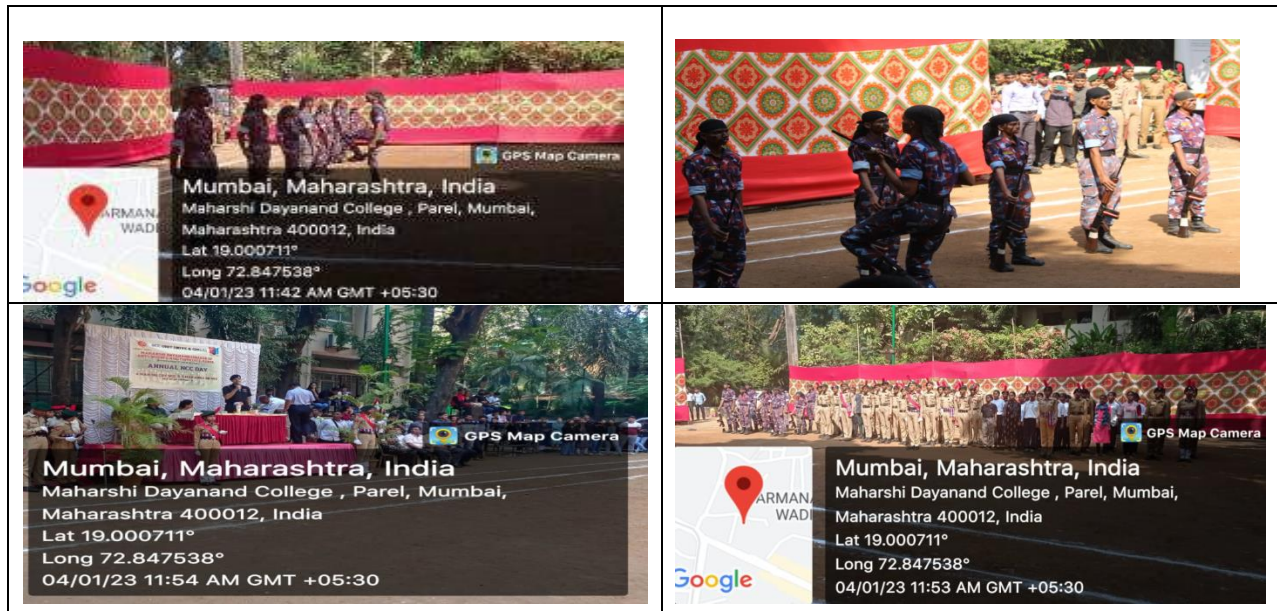 GPS Map Camera
Mumbai, Maharashtra, India
Maharshi Dayanand College , Parel, Mumbai,
Maharashtra 400012, India
Lat 19.000711°
Long 72.847538°
04/01/23 11:42 AM GMT +05:30
ARMAN
WADI
Google
ANNUAL NCC DAY
GPS Map Camera
Mumbai, Maharashtra, India
Maharshi Dayanand College , Parel, Mumbai,
Maharashtra 400012, India
Lat 19.000711°
Long 72.847538°
04/01/23 11:54 AM GMT +05:30
GPS Map Camera
Mumbai, Maharashtra, India
Maharshi Dayanand College , Parel, Mumbai,
Maharashtra 400012, India
Lat 19.000711°
Long 72.847538°
04/01/23 11:53 AM GMT +05:30
ARMAN
WADI
Google